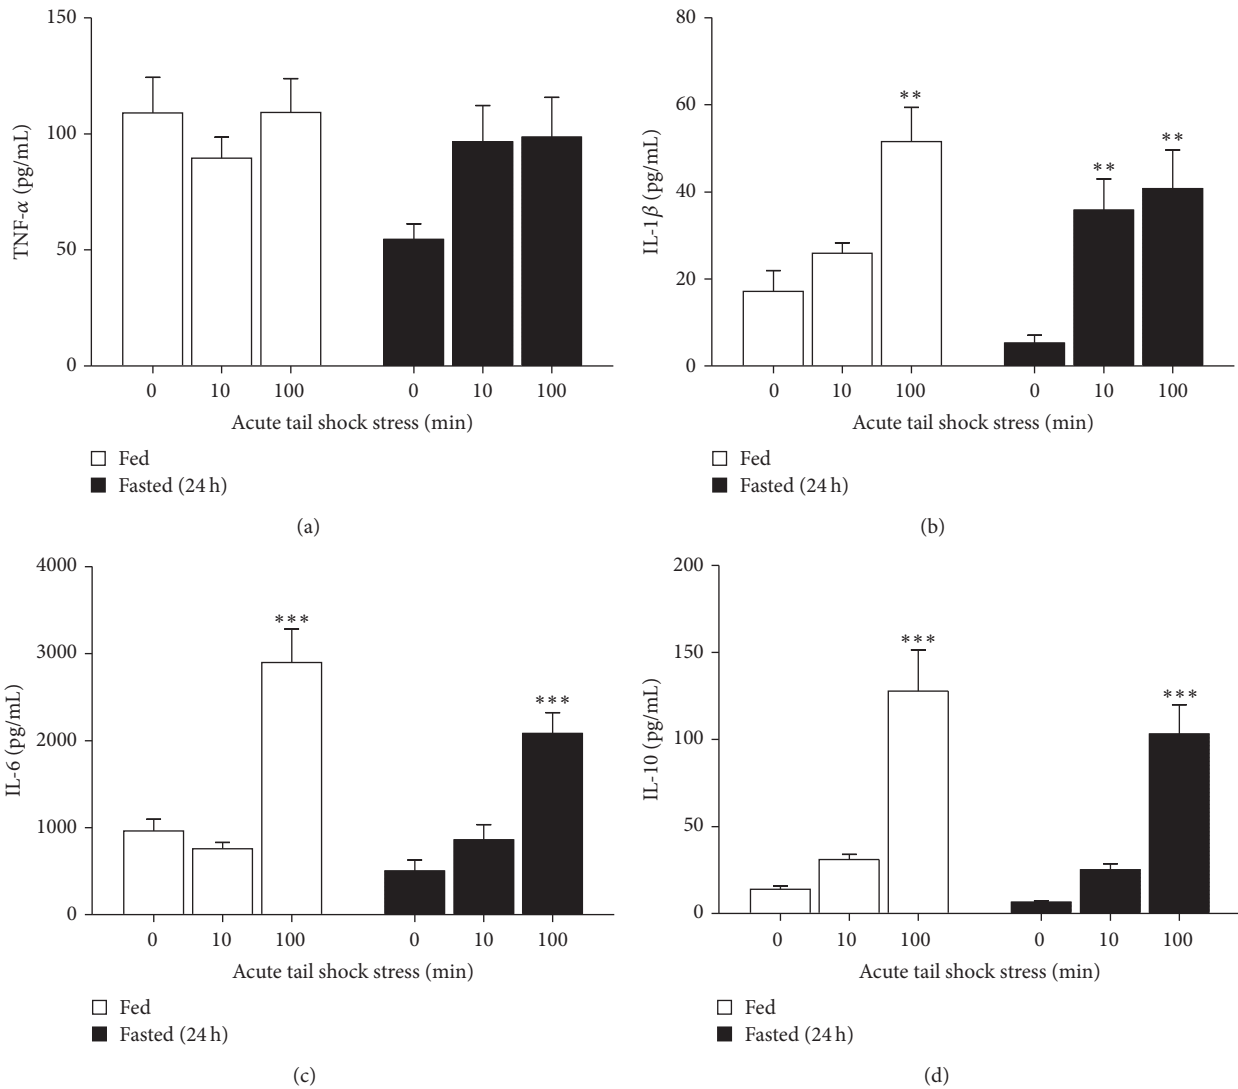 150
100
50
0
TNF-α (pg/mL)
0 10 100 0 10 100
Acute tail shock stress (min)
Fed
Fasted (24 h)
(a)
80
60
40
20
0
IL-1β (pg/mL)
**
**
**
0 10 100 0 10 100
Acute tail shock stress (min)
Fed
Fasted (24 h)
(b)
4000
3000
2000
1000
0
IL-6 (pg/mL)
***
***
0 10 100 0 10 100
Acute tail shock stress (min)
Fed
Fasted (24 h)
(c)
200
150
100
50
0
IL-10 (pg/mL)
***
***
0 10 100 0 10 100
Acute tail shock stress (min)
Fed
Fasted (24 h)
(d)